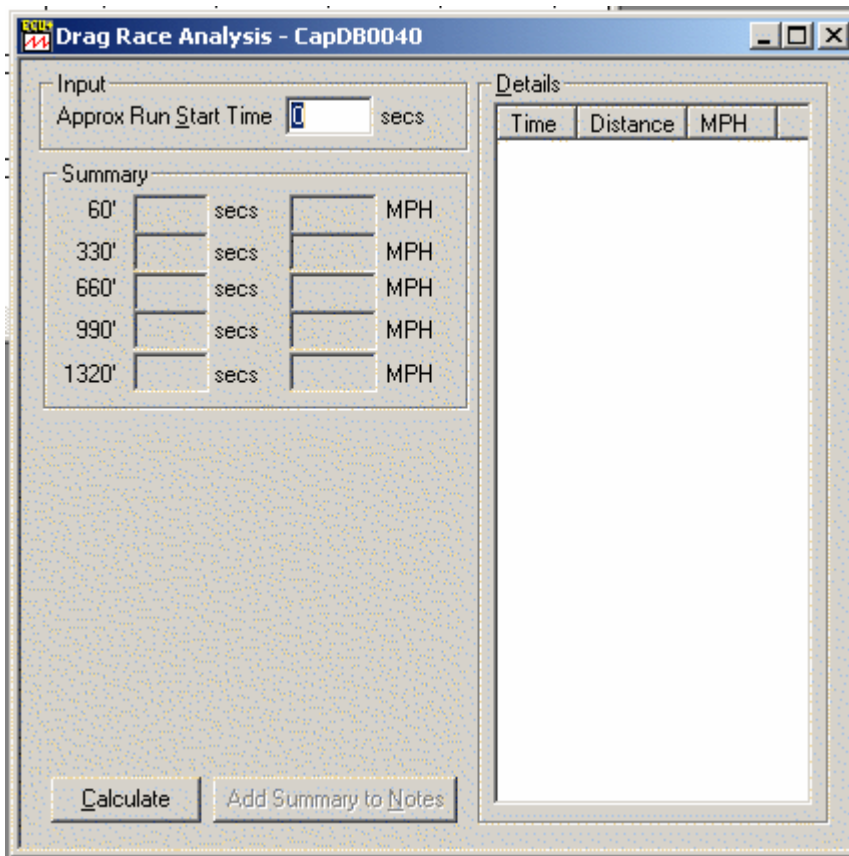 ECU+
Drag Race Analysis - CapDB0040
Input
Approx Run Start Time 0 secs
Summary
60' secs MPH
330' secs MPH
660' secs MPH
990' secs MPH
1320' secs MPH
Calculate Add Summary to Notes
Details
Time Distance MPH